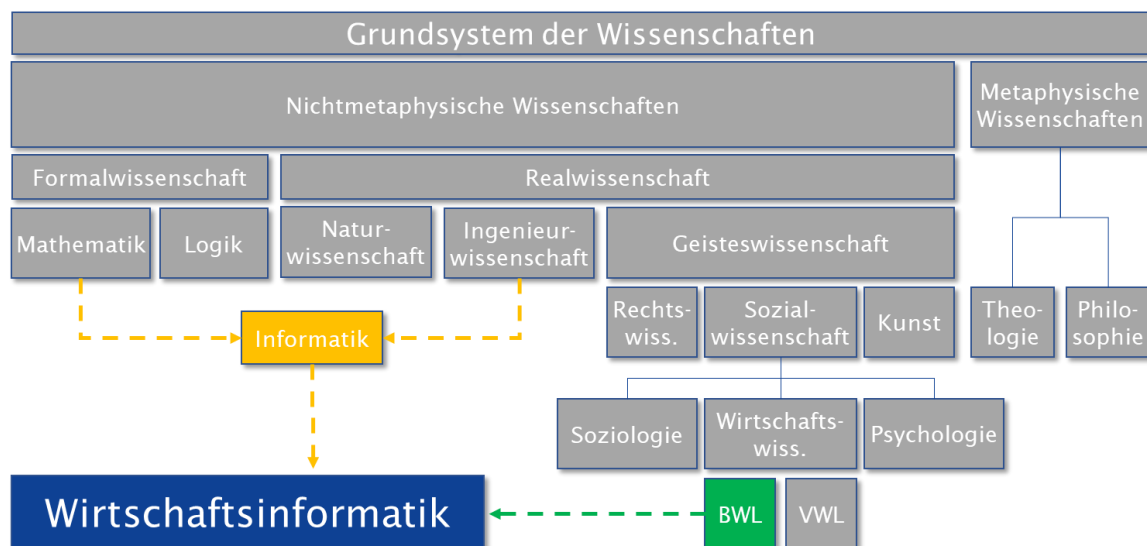 Grundsystem der Wissenschaften
Nichtmetaphysische Wissenschaften
Metaphysische
Wissenschaften
Formalwissenschaft
Realwissenschaft
Mathematik
Logik
Natur-
wissenschaft
Ingenieur-
wissenschaft
Geisteswissenschaft
Informatik
Rechts-
wiss.
Sozial-
wissenschaft
Kunst
Theo-
logie
Philo-
sophie
Soziologie
Wirtschafts-
wiss.
Psychologie
Wirtschaftsinformatik
BWL
VWL